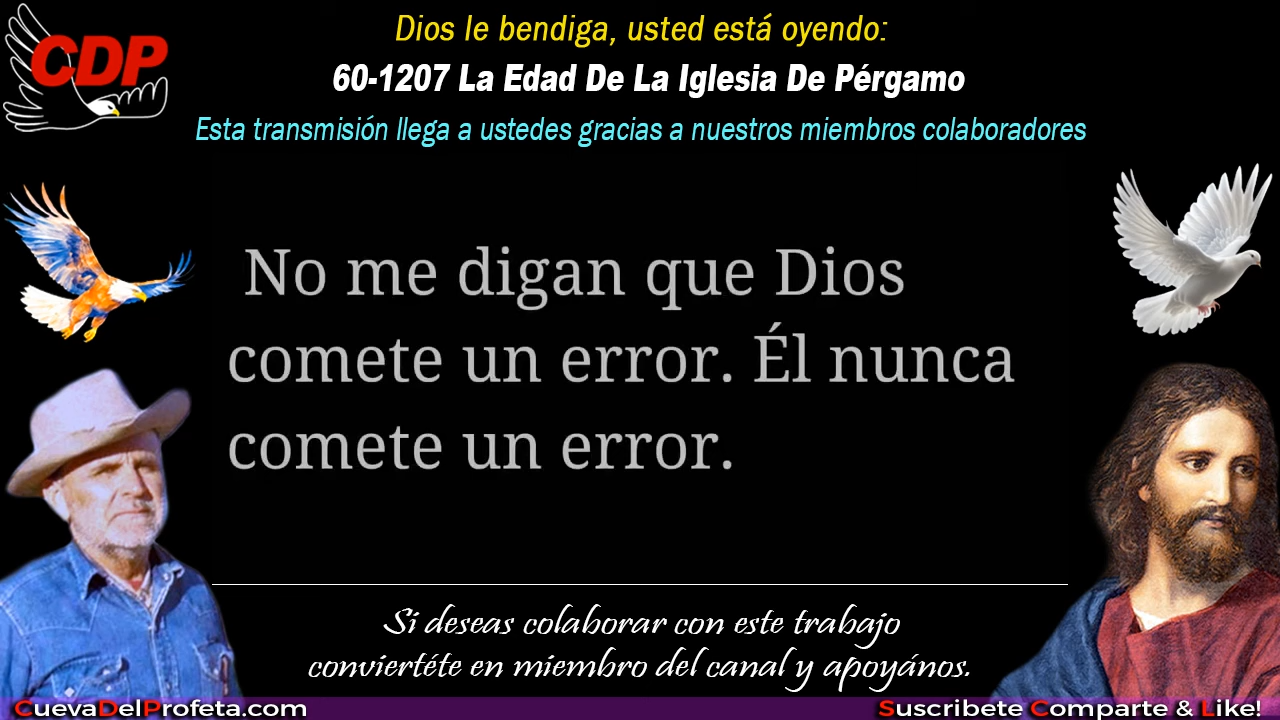 CDP
Dios le bendiga, usted está oyendo:
60-1207 La Edad De La Iglesia De Pérgamo
Esta transmisión llega a ustedes gracias a nuestros miembros colaboradores
No me digan que Dios
comete un error. Él nunca
comete un error.
Si deseas colaborar con este trabajo
conviertéte en miembro del canal y apoyános.
CuevaDelProfeta.com
Suscribete Comparte & Like!